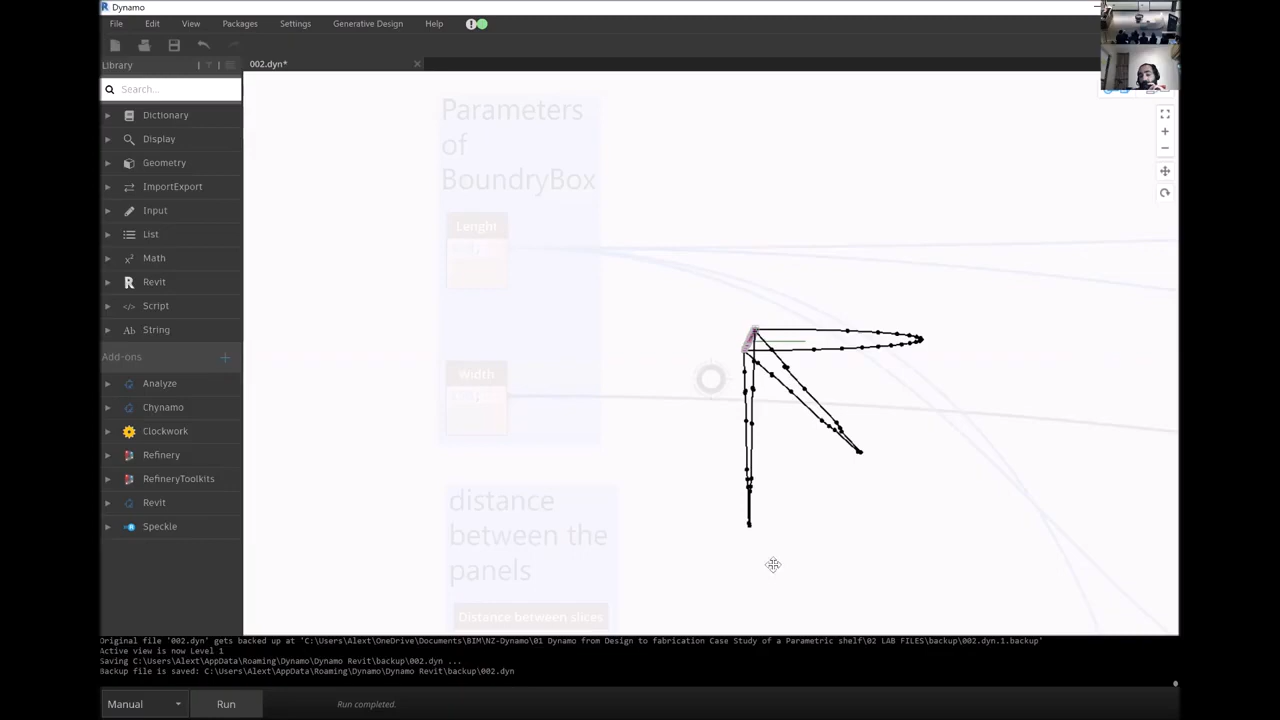 Dynamo
File Edit View Packages Settings Generative Design Help
Library
002.dyn*
Search...
Dictionary
Display
Geometry
ImportExport
Input
List
Math
Revit
Script
String
Add-ons
Analyze
Chynamo
Clockwork
Refinery
RefineryToolkits
Revit
Speckle
Parameters
of
BoundryBox
Lenght
Width
distance
between the
panels
Distance between slices
Original file '002.dyn' gets backed up at 'C:\Users\Alext\OneDrive\Documents\BIM\NZ-Dynamo\01 Dynamo from Design to fabrication Case Study of a Parametric shelf\02 LAB FILES\backup\002.dyn.1.backup'
Active view is now Level 1
Saving C:\Users\Alext\AppData\Roaming\Dynamo\Dynamo Revit\backup\002.dyn ...
Backup file is saved: C:\Users\Alext\AppData\Roaming\Dynamo\Dynamo Revit\backup\002.dyn
Manual Run Run completed.